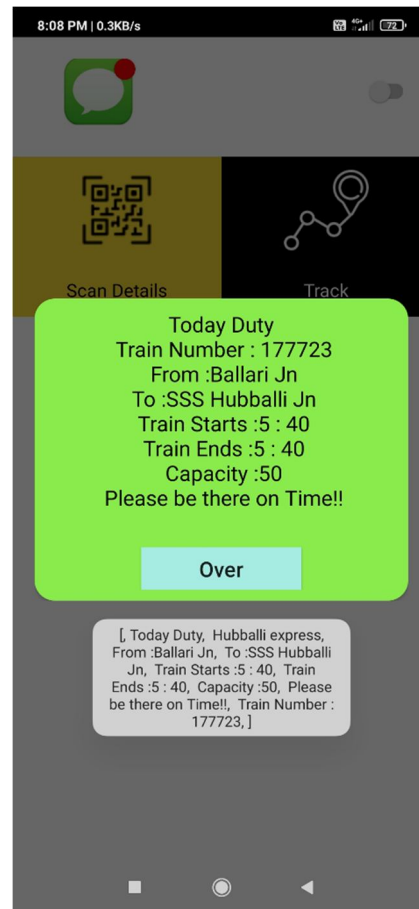 8:08 PM | 0.3KB/s
Vo LTE 4G+ 72
Scan Details
Track
Today Duty
Train Number : 177723
From :Ballari Jn
To :SSS Hubballi Jn
Train Starts :5 : 40
Train Ends :5 : 40
Capacity :50
Please be there on Time!!
Over
[, Today Duty,  Hubballi express,
From :Ballari Jn,  To :SSS Hubballi
Jn,  Train Starts :5 : 40,  Train
Ends :5 : 40,  Capacity :50,  Please
be there on Time!!,  Train Number :
177723, ]